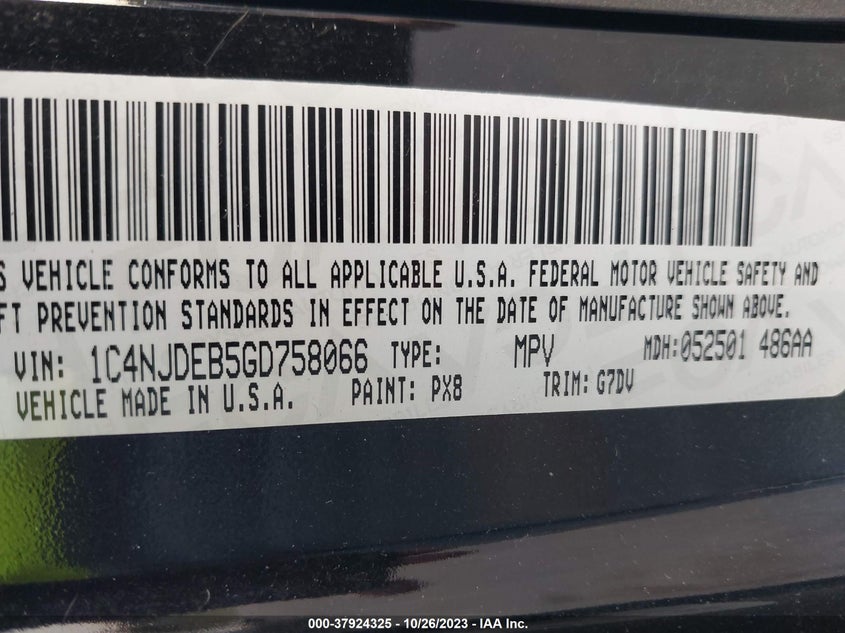 VEHICLE CONFORMS TO ALL APPLICABLE U.S.A. FEDERAL MOTOR VEHICLE SAFETY AND
PREVENTION STANDARDS IN EFFECT ON THE DATE OF MANUFACTURE SHOWN ABOVE.
VIN: 1C4NJDEB5GD758066 TYPE: MPV MDH:052501 486AA
VEHICLE MADE IN U.S.A. PAINT: PX8 TRIM: G7DV
000-37924325 - 10/26/2023 - IAA Inc.